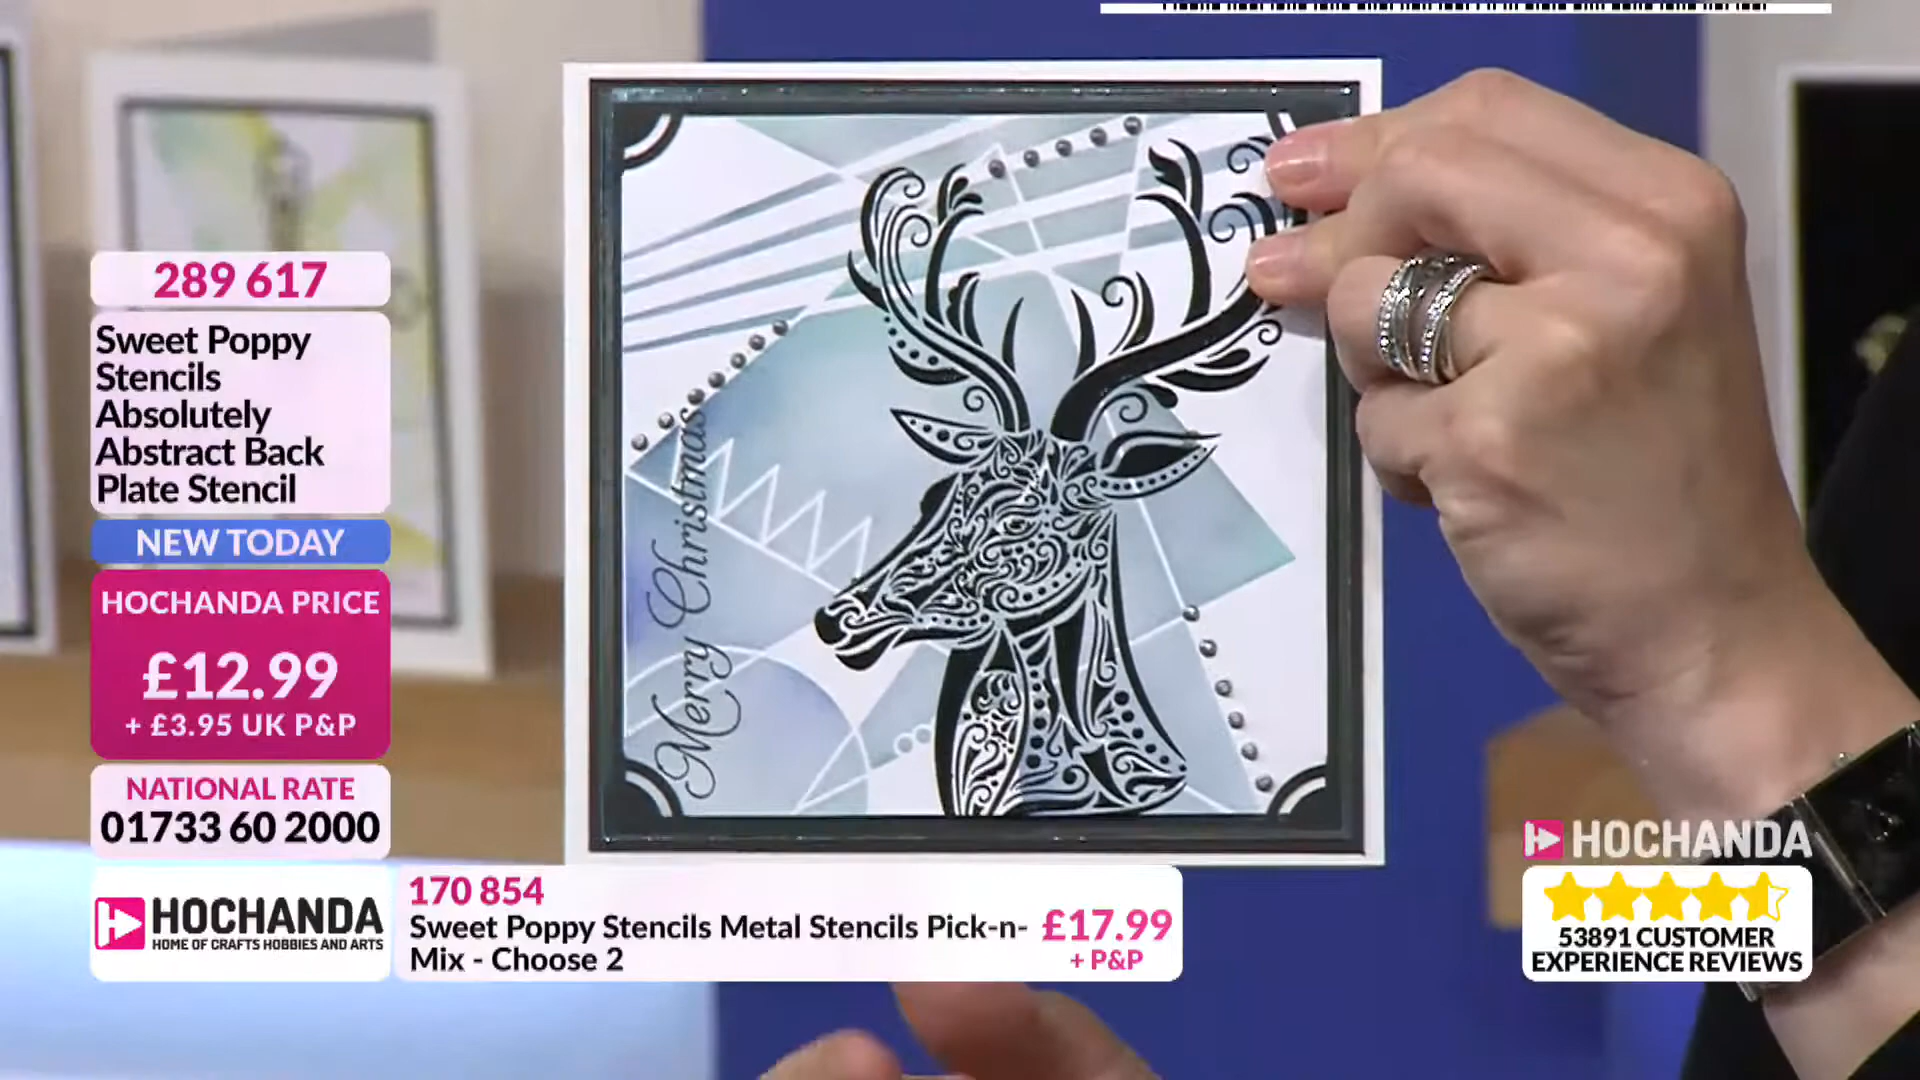 289 617
Sweet Poppy
Stencils
Absolutely
Abstract Back
Plate Stencil
NEW TODAY
HOCHANDA PRICE
£12.99
+ £3.95 UK P&P
NATIONAL RATE
01733 60 2000
HOCHANDA
HOME OF CRAFTS HOBBIES AND ARTS
170 854
Sweet Poppy Stencils Metal Stencils Pick-n-
Mix - Choose 2
£17.99
+ P&P
Merry Christmas
HOCHANDA
53891 CUSTOMER
EXPERIENCE REVIEWS